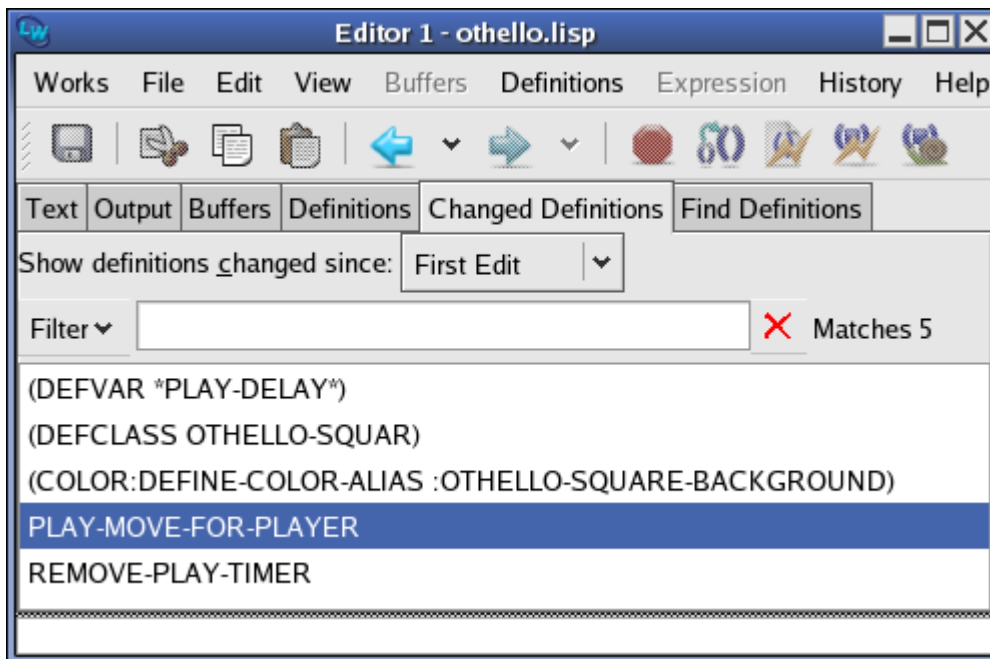 LW Editor 1 - othello.lisp
Works File Edit View Buffers Definitions Expression History Help
Text Output Buffers Definitions Changed Definitions Find Definitions
Show definitions changed since: First Edit
Filter Matches 5
(DEFVAR *PLAY-DELAY*)
(DEFCLASS OTHELLO-SQUAR)
(COLOR:DEFINE-COLOR-ALIAS :OTHELLO-SQUARE-BACKGROUND)
PLAY-MOVE-FOR-PLAYER
REMOVE-PLAY-TIMER